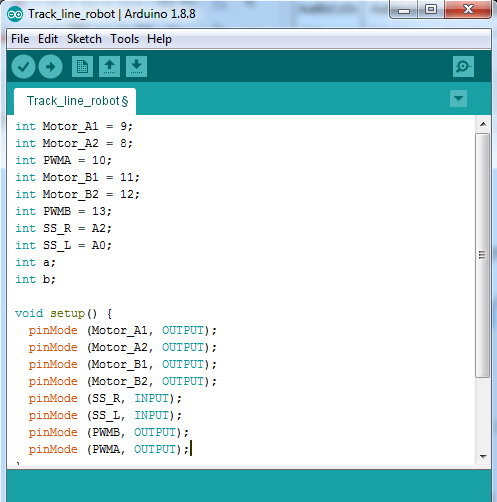 Track_line_robot | Arduino 1.8.8
File Edit Sketch Tools Help
Track_line_robot§
int Motor_A1 = 9;
int Motor_A2 = 8;
int PWMA = 10;
int Motor_B1 = 11;
int Motor_B2 = 12;
int PWMB = 13;
int SS_R = A2;
int SS_L = A0;
int a;
int b;
void setup() {
pinMode (Motor_A1, OUTPUT);
pinMode (Motor_A2, OUTPUT);
pinMode (Motor_B1, OUTPUT);
pinMode (Motor_B2, OUTPUT);
pinMode (SS_R, INPUT);
pinMode (SS_L, INPUT);
pinMode (PWMB, OUTPUT);
pinMode (PWMA, OUTPUT);